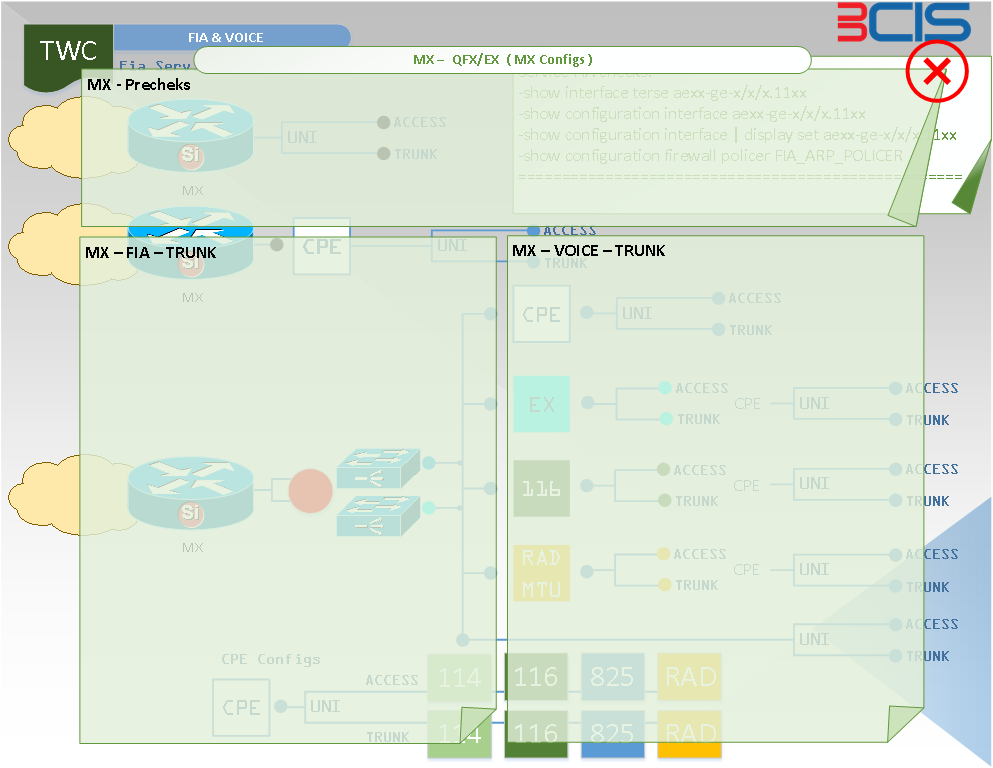 3CIS
TWC
FIA & VOICE
Fia Serv
MX – QFX/EX ( MX Configs )
MX - Precheks
-show interface terse aexx-ge-x/x/x.11xx
-show configuration interface aexx-ge-x/x/x.11xx
-show configuration interface | display set aexx-ge-x/x/x.11xx
-show configuration firewall policer FIA_ARP_POLICER
====================================================
Si
UNI
ACCESS
TRUNK
MX
Si
CPE
UNI
ACCESS
TRUNK
MX
MX – FIA – TRUNK
MX – VOICE – TRUNK
CPE
UNI
ACCESS
TRUNK
EX
ACCESS
TRUNK
CPE
UNI
ACCESS
TRUNK
116
ACCESS
TRUNK
CPE
UNI
ACCESS
TRUNK
Si
MX
RAD
MTU
ACCESS
TRUNK
CPE
UNI
ACCESS
TRUNK
UNI
ACCESS
TRUNK
CPE Configs
CPE
UNI
ACCESS
114
116
825
RAD
TRUNK
114
116
825
RAD